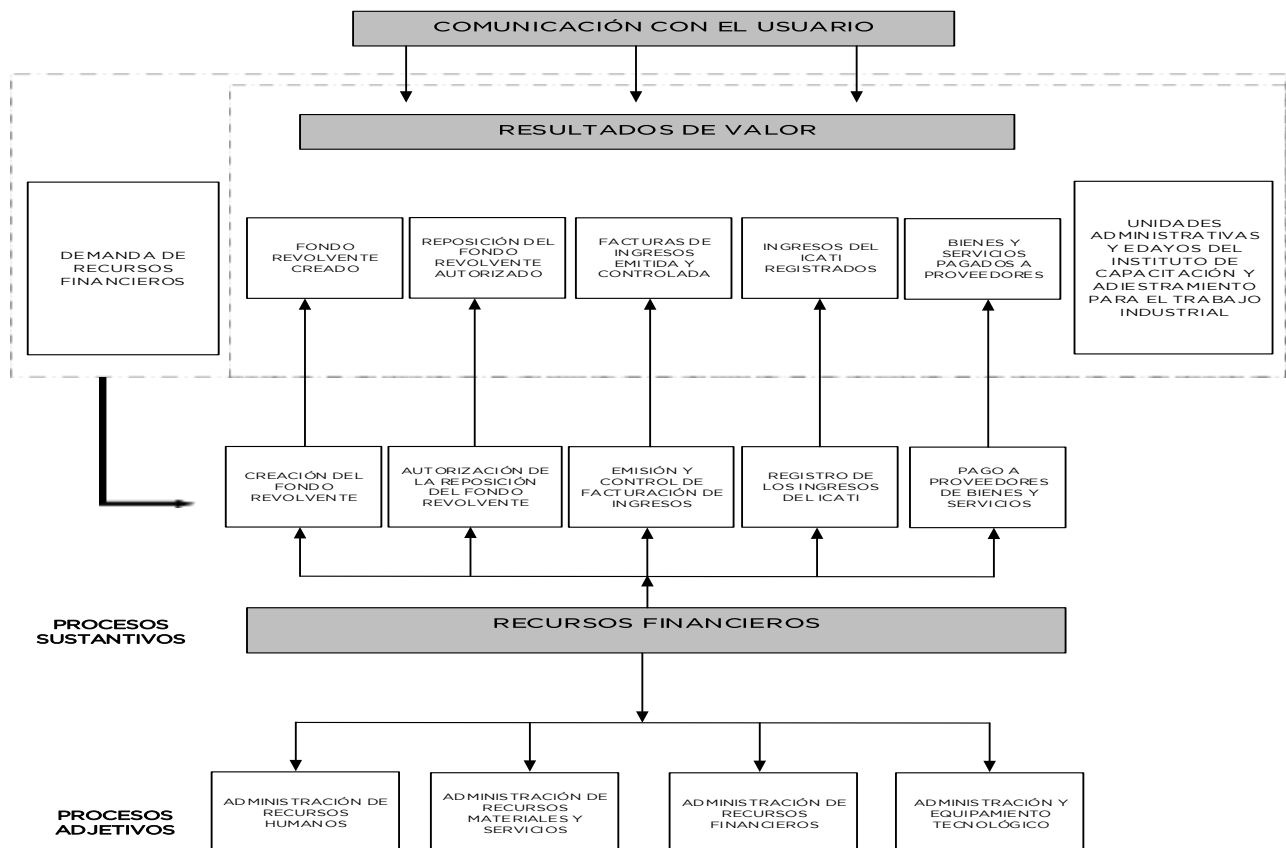 COMUNICACIÓN CON EL USUARIO
RESULTADOS DE VALOR
DEMANDA DE
RECURSOS
FINANCIEROS
FONDO
REVOLVENTE
CREADO
REPOSICIÓN DEL
FONDO
REVOLVENTE
AUTORIZADO
FACTURAS DE
INGRESOS
EMITIDA Y
CONTROLADA
INGRESOS DEL
ICATI
REGISTRADOS
BIENES Y
SERVICIOS
PAGADOS A
PROVEEDORES
UNIDADES
ADMINISTRATIVAS
Y EDAYOS DEL
INSTITUTO DE
CAPACITACIÓN Y
ADIESTRAMIENTO
PARA EL TRABAJO
INDUSTRIAL
CREACIÓN DEL
FONDO
REVOLVENTE
AUTORIZACIÓN DE
LA REPOSICIÓN
DEL FONDO
REVOLVENTE
EMISIÓN Y
CONTROL DE
FACTURACIÓN DE
INGRESOS
REGISTRO DE
LOS INGRESOS
DEL ICATI
PAGO A
PROVEEDORES
DE BIENES Y
SERVICIOS
PROCESOS
SUSTANTIVOS
RECURSOS FINANCIEROS
PROCESOS
ADJETIVOS
ADMINISTRACIÓN DE
RECURSOS
HUMANOS
ADMINISTRACIÓN DE
RECURSOS
MATERIALES Y
SERVICIOS
ADMINISTRACIÓN DE
RECURSOS
FINANCIEROS
ADMINISTRACIÓN Y
EQUIPAMIENTO
TECNOLÓGICO